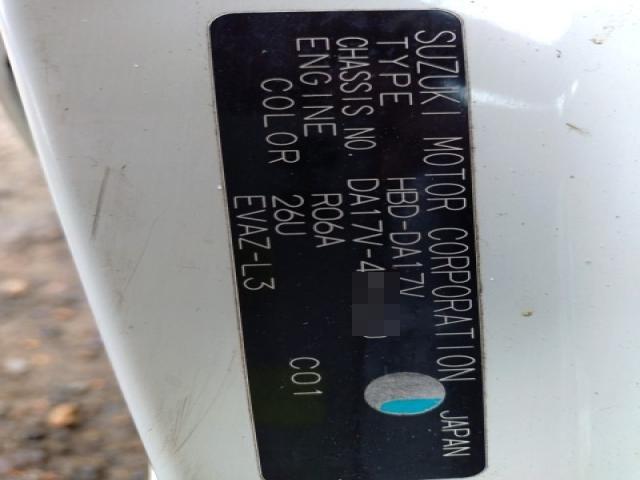 SUZUKI MOTOR CORPORATION JAPAN
TYPE HBD-DA17V
CHASSIS NO. DA17V-4
ENGINE R06A
COLOR 26U C01
EVAZ-L3